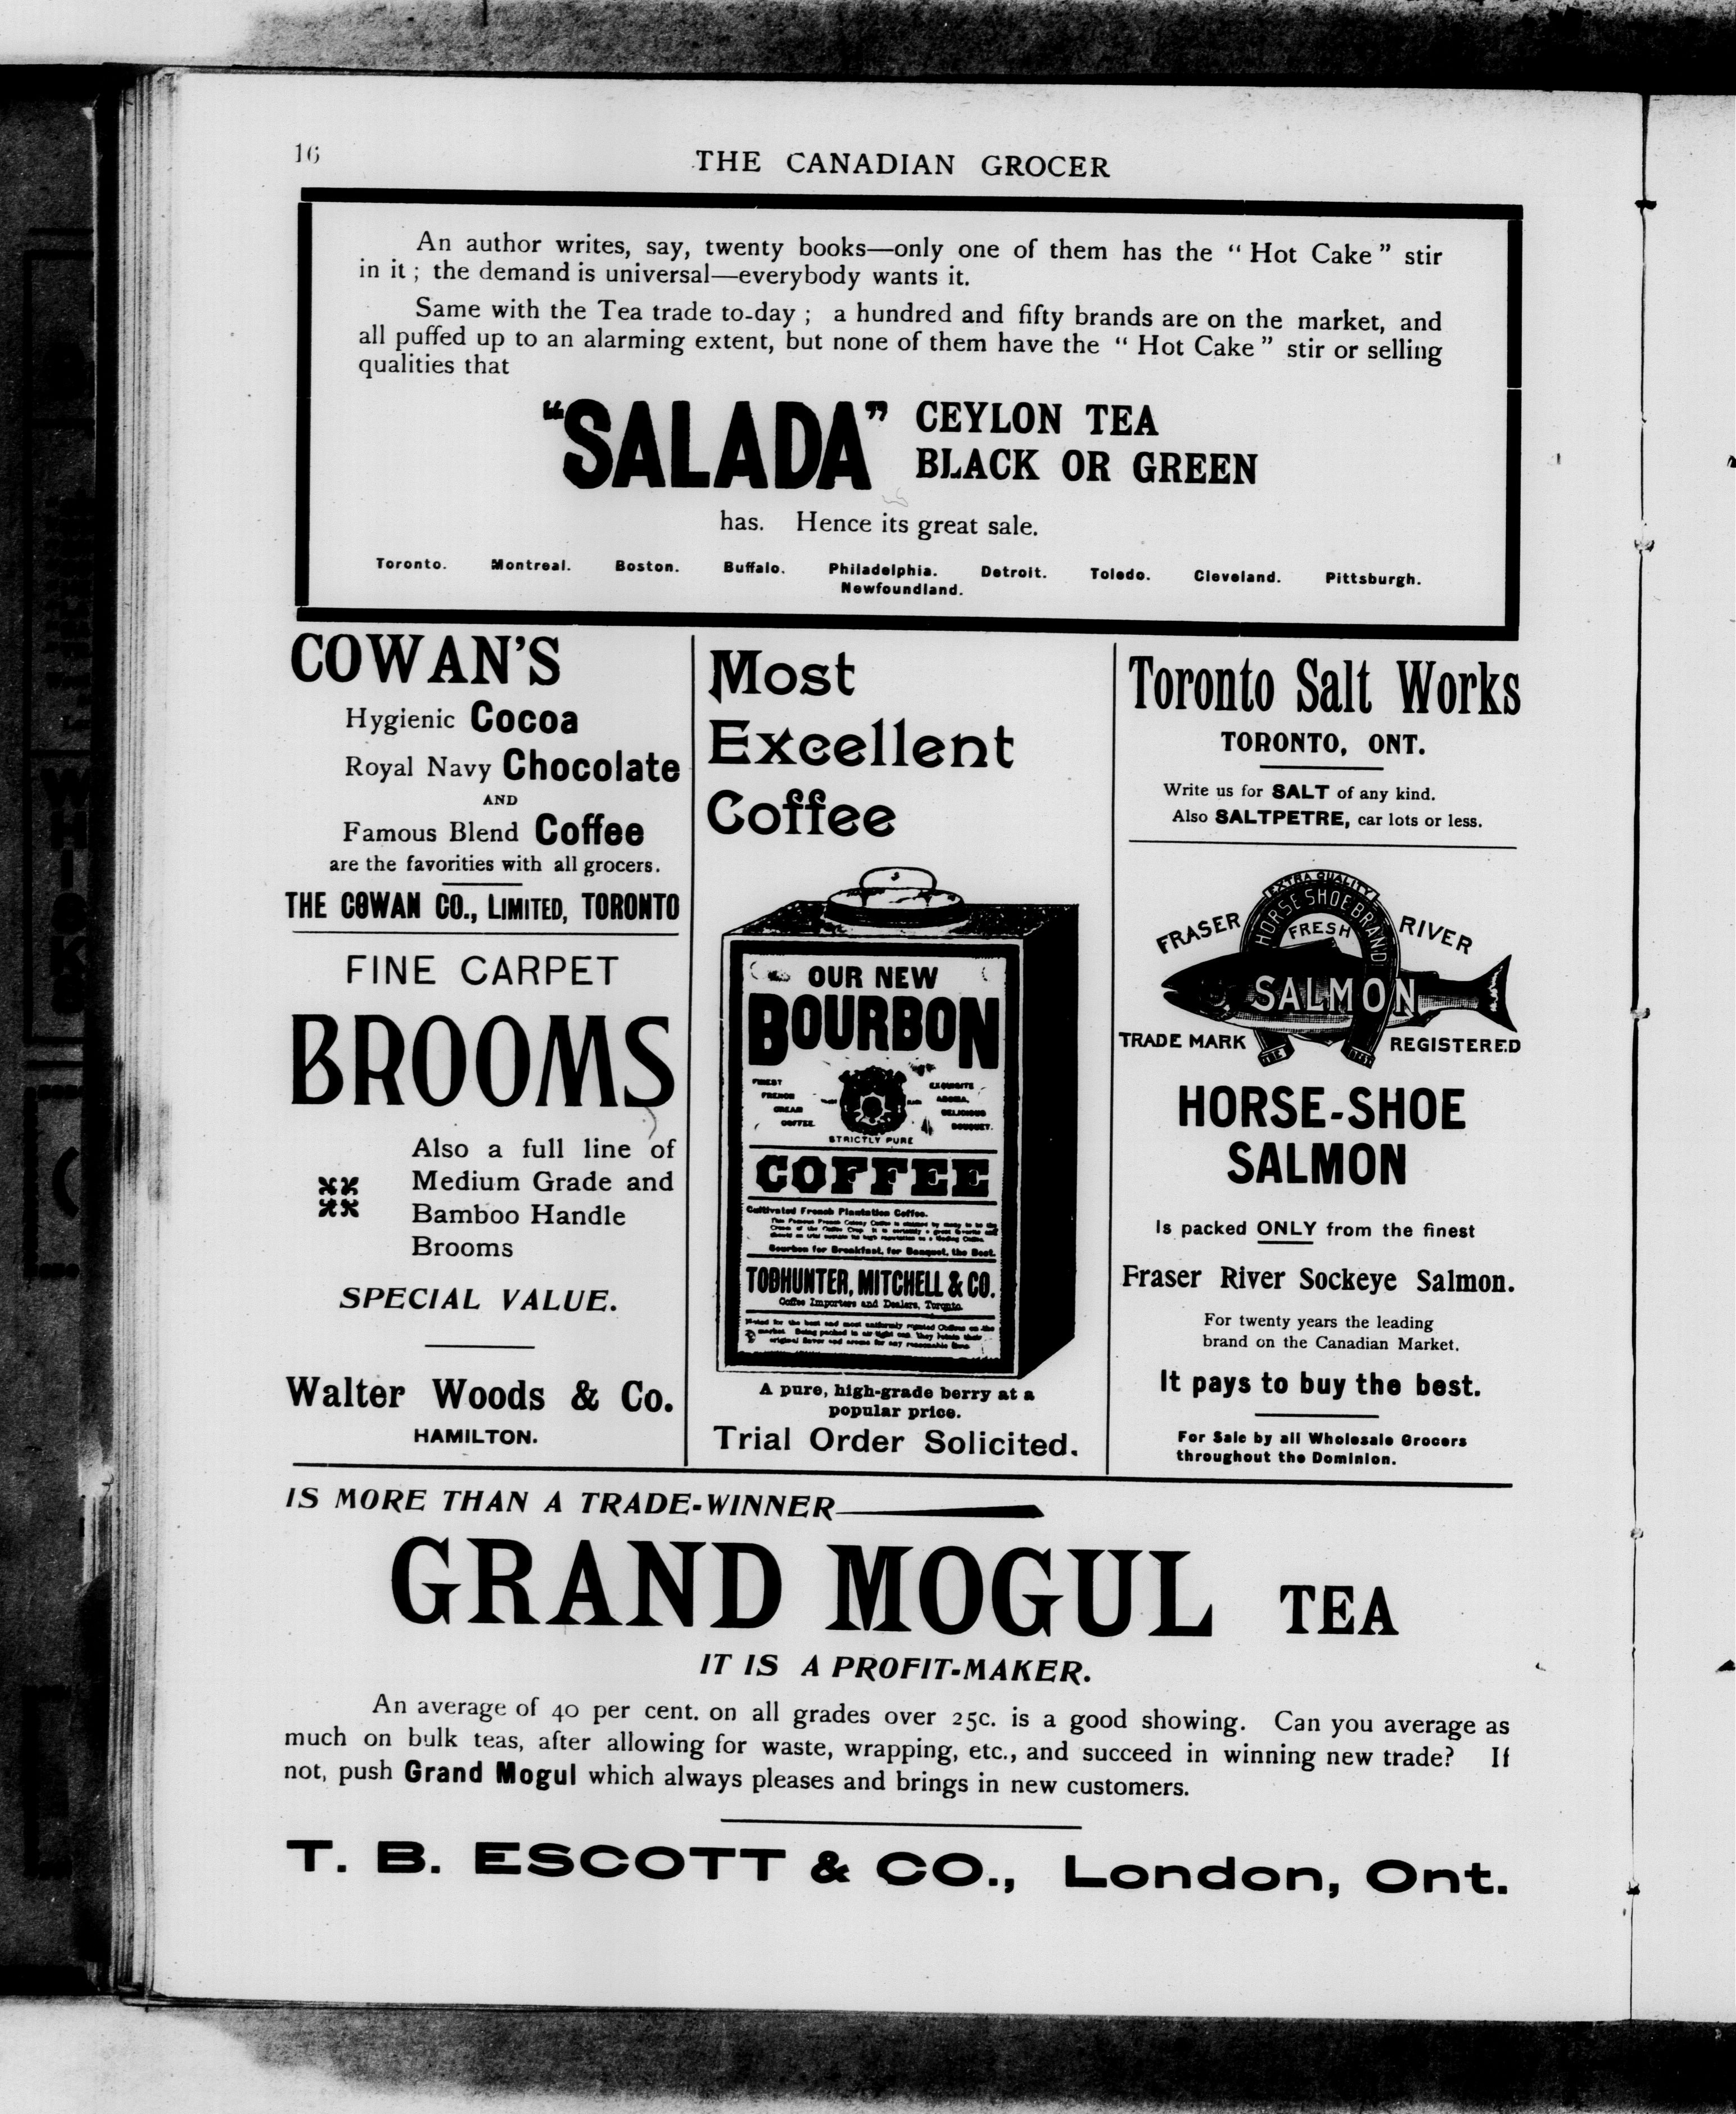 16
THE CANADIAN GROCER
An author writes, say, twenty books—only one of them has the "Hot Cake" stir
in it; the demand is universal—everybody wants it.
Same with the Tea trade to-day; a hundred and fifty brands are on the market, and
all puffed up to an alarming extent, but none of them have the "Hot Cake" stir or selling
qualities that
"SALADA" CEYLON TEA
BLACK OR GREEN
has. Hence its great sale.
Toronto. Montreal. Boston. Buffalo. Philadelphia. Detroit. Toledo. Cleveland. Pittsburgh.
Newfoundland.
COWAN'S
Hygienic Cocoa
Royal Navy Chocolate
AND
Famous Blend Coffee
are the favorities with all grocers.
THE COWAN CO., LIMITED, TORONTO
FINE CARPET
BROOMS
Also a full line of
Medium Grade and
Bamboo Handle
Brooms
SPECIAL VALUE.
Walter Woods & Co.
HAMILTON.
Most
Excellent
Coffee
OUR NEW
BOURBON
FINEST
FRENCH
CREAM
COFFEE
EXQUISITE
AROMA,
DELICIOUS
BOUQUET.
STRICTLY PURE
COFFEE
Cultivated French Plantation Coffee.
Bourbon for Breakfast, for Banquet, the Best.
TODHUNTER, MITCHELL & CO.
Coffee Importers and Dealers, Toronto.
A pure, high-grade berry at a
popular price.
Trial Order Solicited.
Toronto Salt Works
TORONTO, ONT.
Write us for SALT of any kind.
Also SALTPETRE, car lots or less.
EXTRA QUALITY
HORSE SHOE BRAND
FRASER FRESH RIVER
SALMON
TRADE MARK THE BEST REGISTERED
HORSE-SHOE
SALMON
Is packed ONLY from the finest
Fraser River Sockeye Salmon.
For twenty years the leading
brand on the Canadian Market.
It pays to buy the best.
For Sale by all Wholesale Grocers
throughout the Dominion.
IS MORE THAN A TRADE-WINNER
GRAND MOGUL TEA
IT IS A PROFIT-MAKER.
An average of 40 per cent. on all grades over 25c. is a good showing. Can you average as
much on bulk teas, after allowing for waste, wrapping, etc., and succeed in winning new trade? If
not, push Grand Mogul which always pleases and brings in new customers.
T. B. ESCOTT & CO., London, Ont.